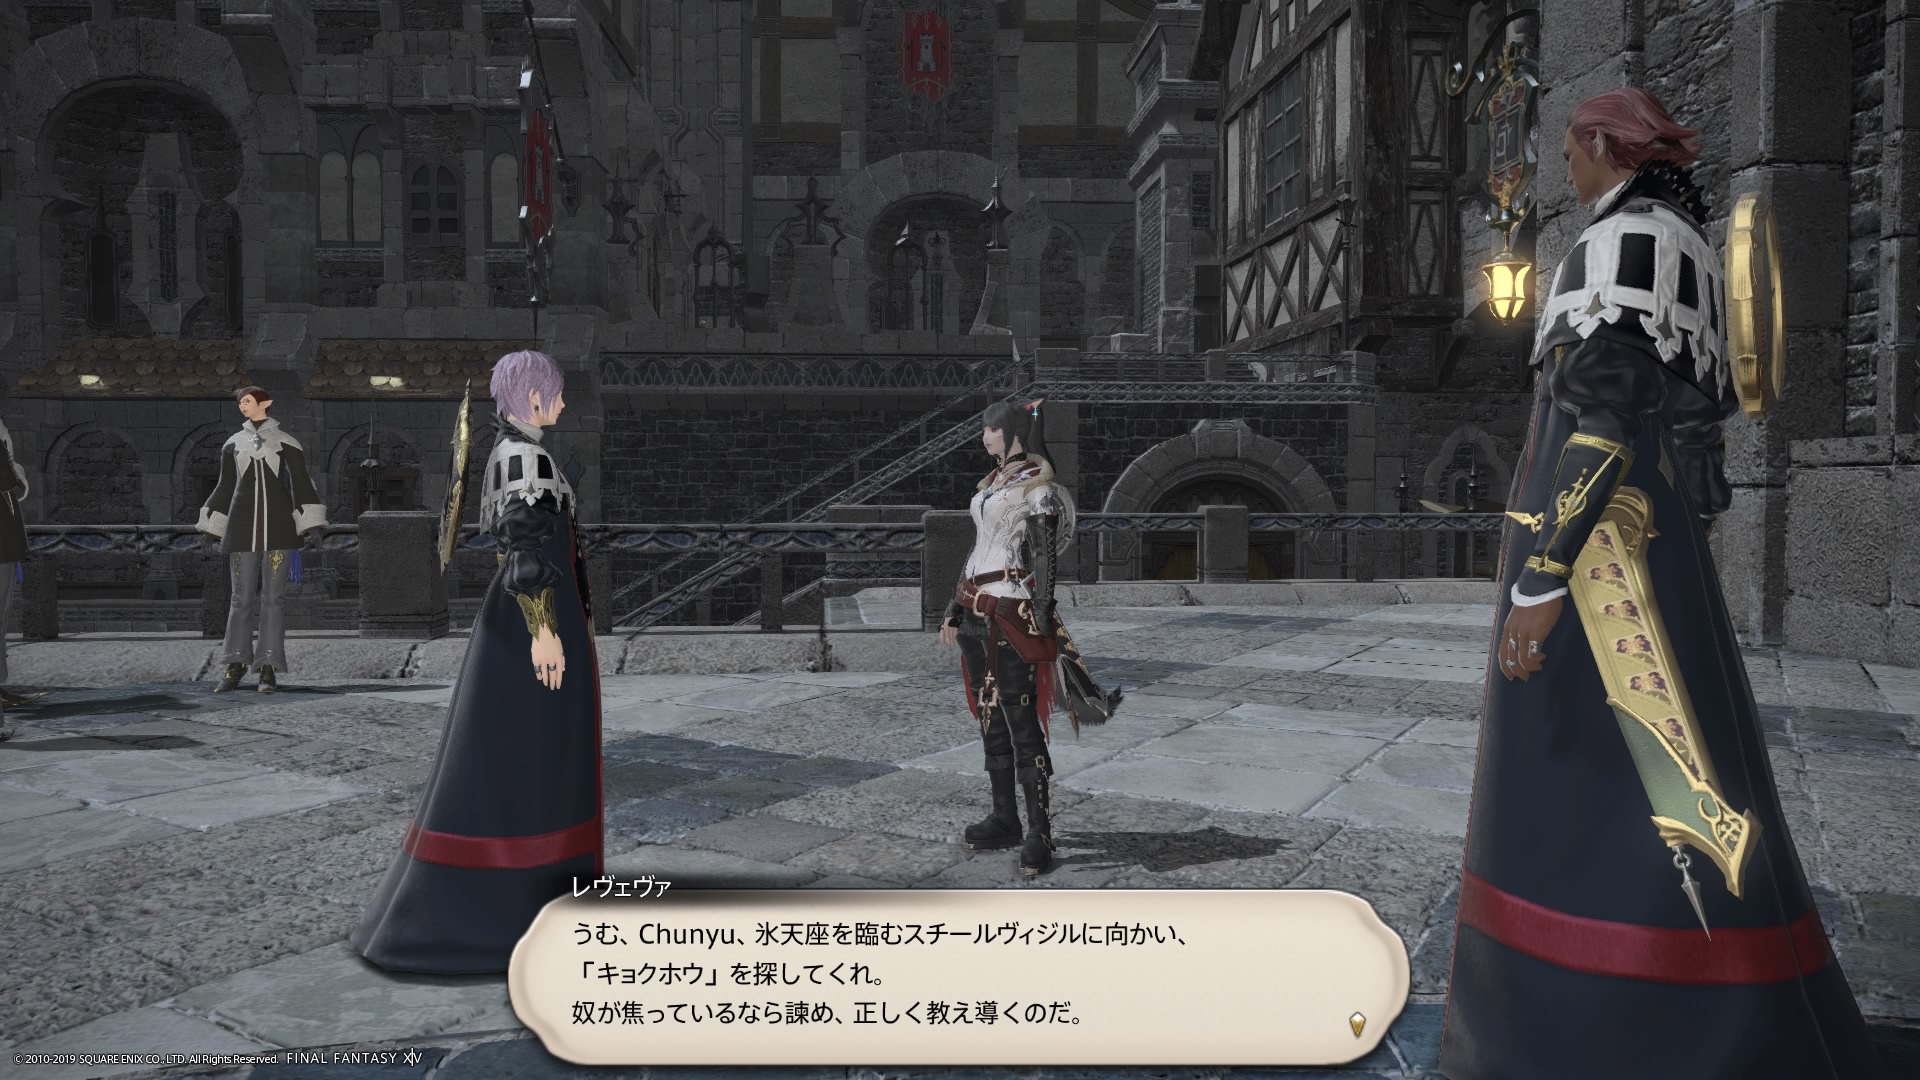 レヴェヴァ
うむ、Chunyu、氷天座を臨むスチールヴィジルに向かい、
「キョクホウ」を探してくれ。
奴が焦っているなら諫め、正しく教え導くのだ。
© 2010-2019 SQUARE ENIX CO., LTD. All Rights Reserved. FINAL FANTASY XIV